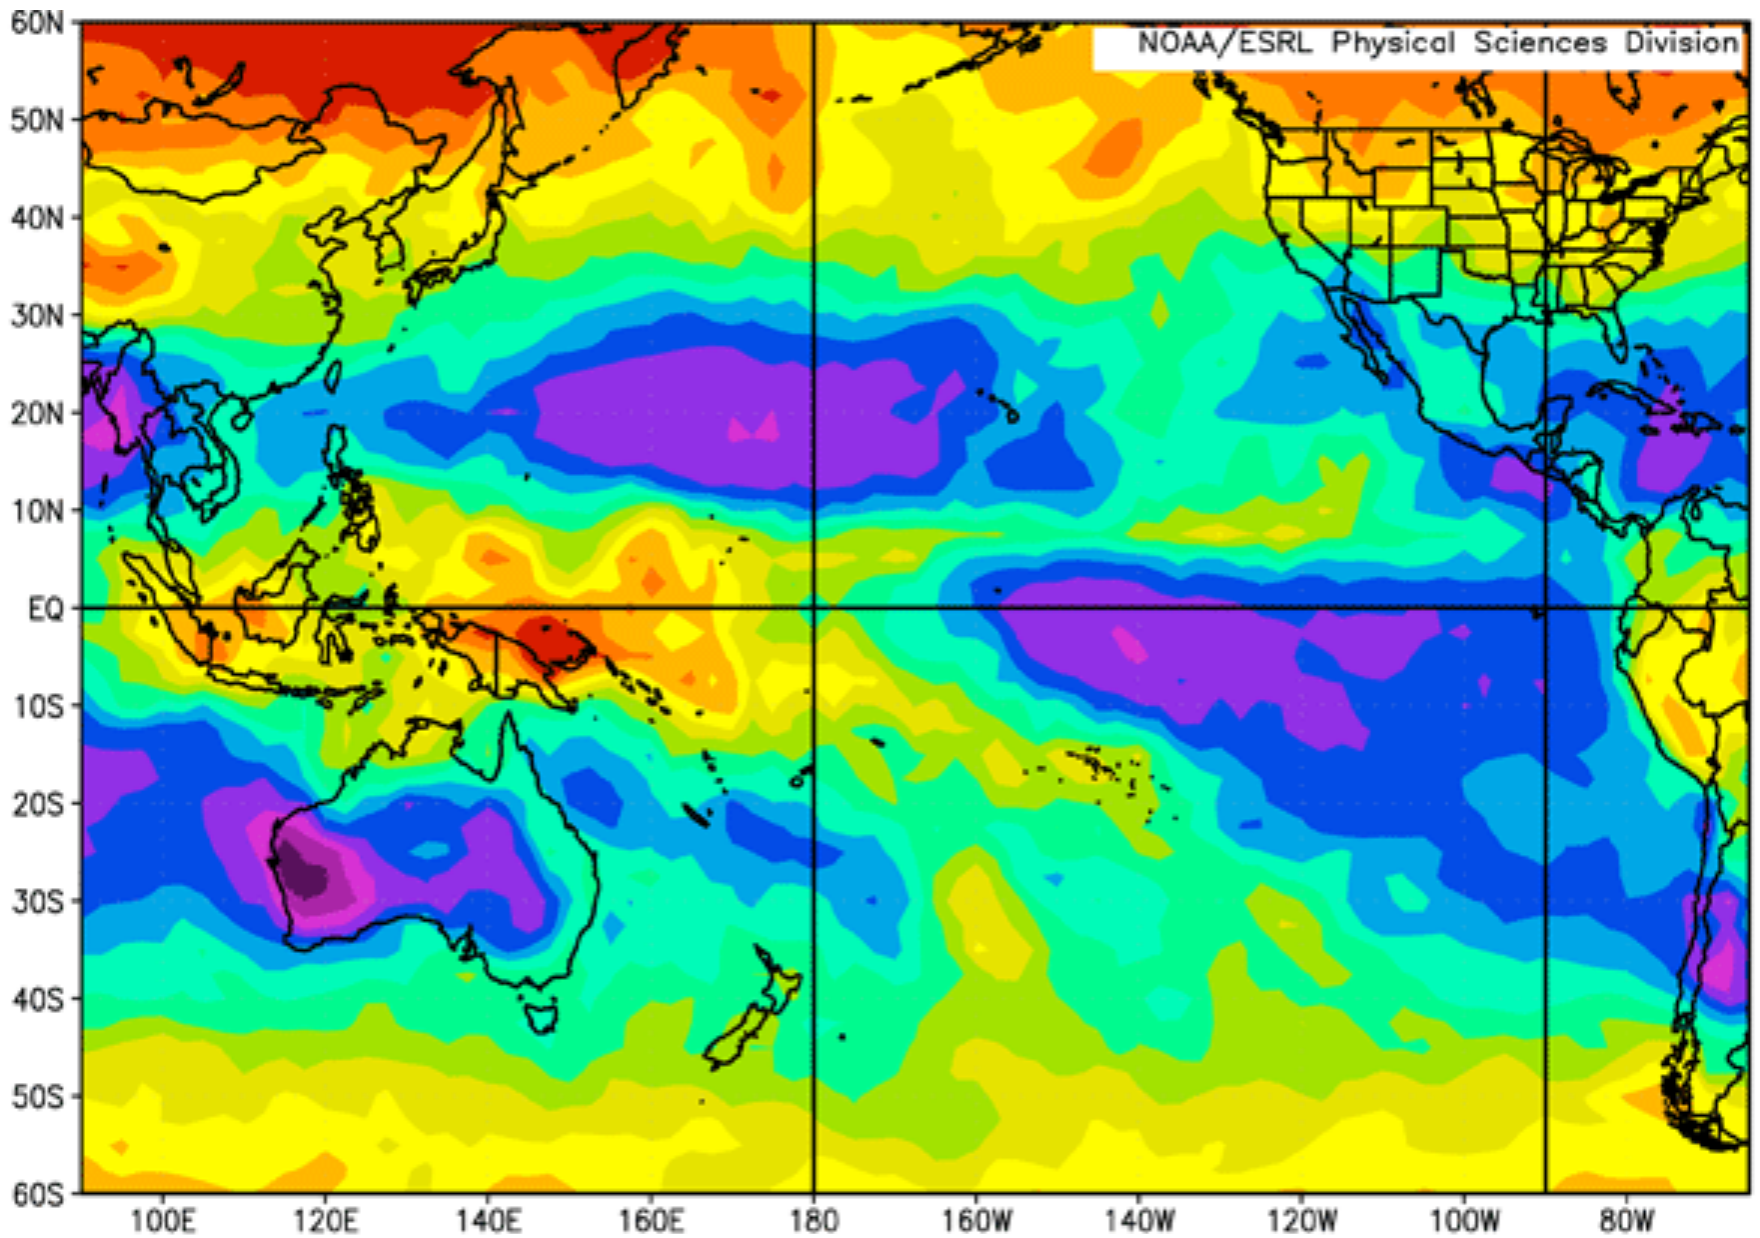 NOAA/ESRL Physical Sciences Division
60N
50N
40N
30N
20N
10N
EQ
10S
20S
30S
40S
50S
60S
100E 120E 140E 160E 180 160W 140W 120W 100W 80W